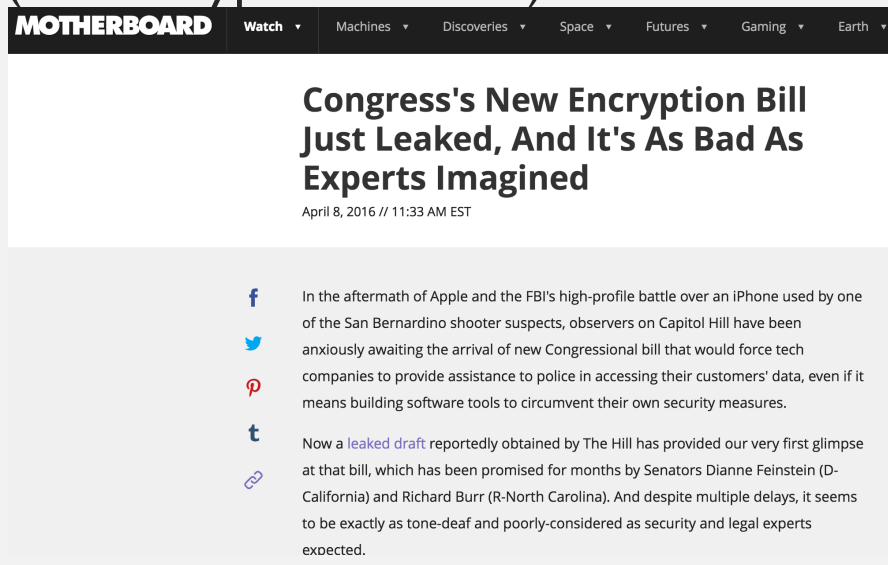 MOTHERBOARD Watch Machines Discoveries Space Futures Gaming Earth
Congress's New Encryption Bill
Just Leaked, And It's As Bad As
Experts Imagined
April 8, 2016 // 11:33 AM EST
In the aftermath of Apple and the FBI's high-profile battle over an iPhone used by one
of the San Bernardino shooter suspects, observers on Capitol Hill have been
anxiously awaiting the arrival of new Congressional bill that would force tech
companies to provide assistance to police in accessing their customers' data, even if it
means building software tools to circumvent their own security measures.
Now a leaked draft reportedly obtained by The Hill has provided our very first glimpse
at that bill, which has been promised for months by Senators Dianne Feinstein (D-
California) and Richard Burr (R-North Carolina). And despite multiple delays, it seems
to be exactly as tone-deaf and poorly-considered as security and legal experts
expected.